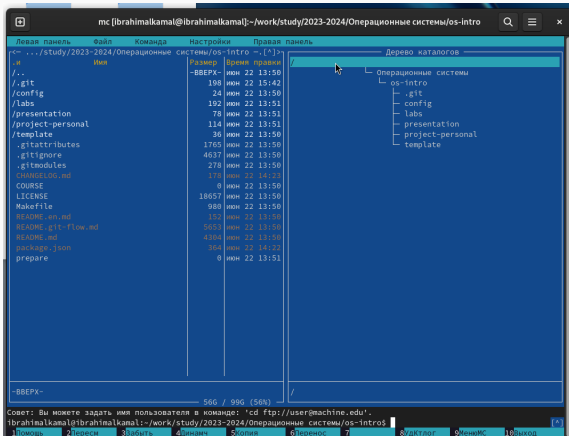 mc [ibrahimalkamal@ibrahimalkamal]:~/work/study/2023-2024/Операционные системы/os-intro
Левая панель Файл Команда Настройки Правая панель
<─ .../study/2023-2024/Операционные системы/os-intro ─.[^]>
.и Имя Размер Время правки
/.. -ВВЕРХ- июн 22 13:50
/.git 198 июн 22 15:42
/config 24 июн 22 13:50
/labs 192 июн 22 13:51
/presentation 78 июн 22 13:51
/project-personal 114 июн 22 13:51
/template 36 июн 22 13:50
.gitattributes 1765 июн 22 13:50
.gitignore 4637 июн 22 13:50
.gitmodules 278 июн 22 13:50
CHANGELOG.md 178 июн 22 14:23
COURSE 0 июн 22 13:50
LICENSE 18657 июн 22 13:50
Makefile 980 июн 22 13:50
README.en.md 152 июн 22 13:50
README.git-flow.md 5653 июн 22 13:50
README.md 4304 июн 22 13:50
package.json 364 июн 22 14:22
prepare 0 июн 22 13:51
-ВВЕРХ-
56G / 99G (56%)
Дерево каталогов
/
Операционные системы
os-intro
.git
config
labs
presentation
project-personal
template
/
Совет: Вы можете задать имя пользователя в команде: 'cd ftp://user@machine.edu'.
ibrahimalkamal@ibrahimalkamal:~/work/study/2023-2024/Операционные системы/os-intro$ [^]
1Помощь 2Пересм 3Забыть 4Динамч 5Копия 6Перенос 7 8УдКтлог 9МенюМС 10Выход